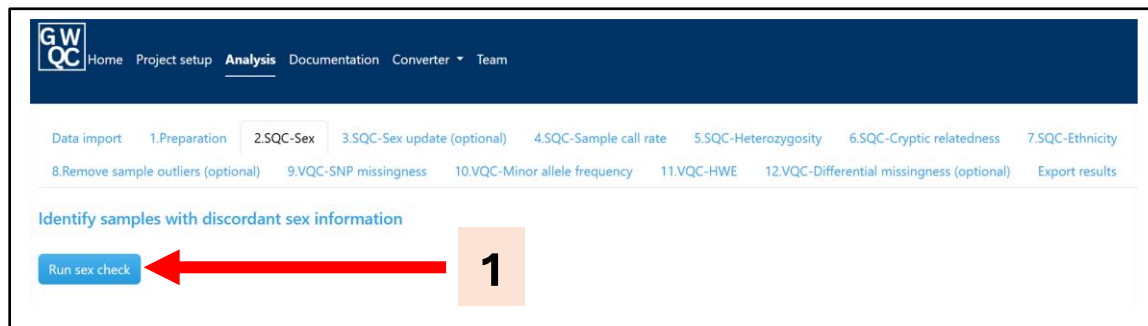 GW
QC Home Project setup Analysis Documentation Converter Team
Data import 1.Preparation 2.SQC-Sex 3.SQC-Sex update (optional) 4.SQC-Sample call rate 5.SQC-Heterozygosity 6.SQC-Cryptic relatedness 7.SQC-Ethnicity
8.Remove sample outliers (optional) 9.VQC-SNP missingness 10.VQC-Minor allele frequency 11.VQC-HWE 12.VQC-Differential missingness (optional) Export results
Identify samples with discordant sex information
Run sex check 1